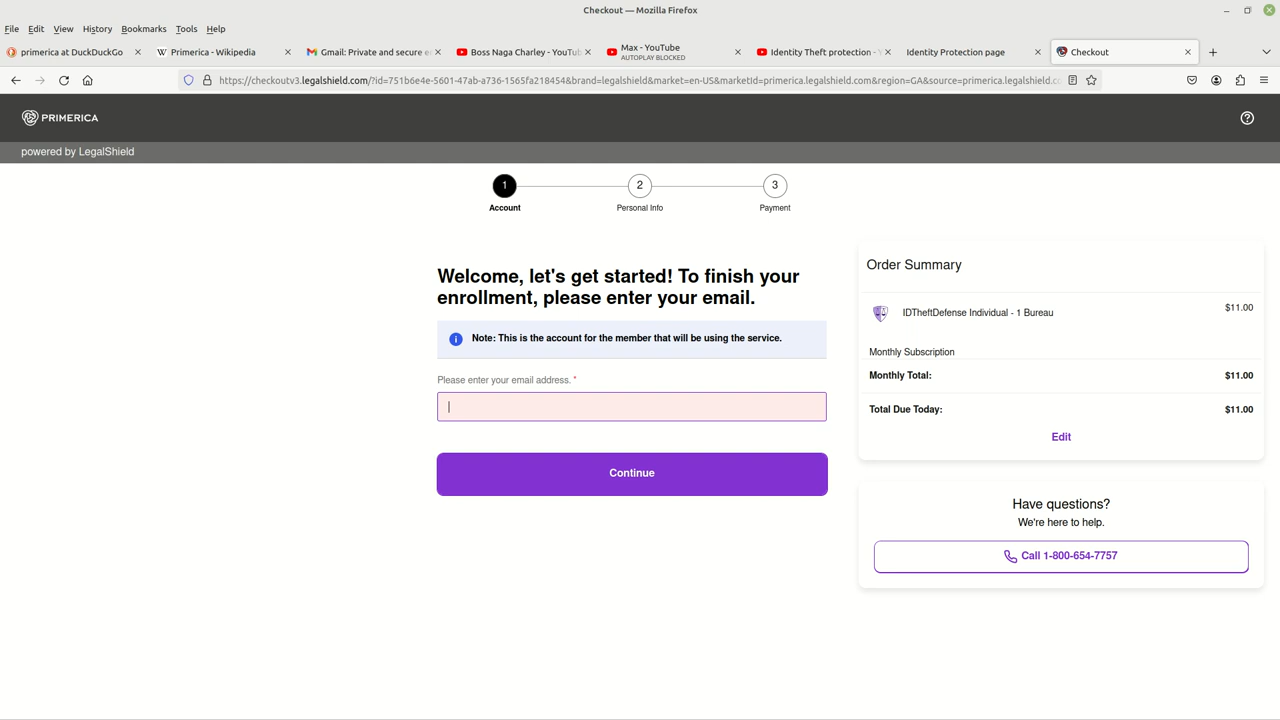 Checkout — Mozilla Firefox
File Edit View History Bookmarks Tools Help
primerica at DuckDuckGo
Primerica - Wikipedia
Gmail: Private and secure e
Boss Naga Charley - YouTu
Max - YouTube
AUTOPLAY BLOCKED
Identity Theft protection -
Identity Protection page
Checkout
https://checkoutv3.legalshield.com/?id=751b6e4e-5601-47ab-a736-1565fa218454&brand=legalshield&market=en-US&marketId=primerica.legalshield.com&region=GA&source=primerica.legalshield.co
PRIMERICA
powered by LegalShield
1
2
3
Account
Personal Info
Payment
Welcome, let's get started! To finish your
enrollment, please enter your email.
Note: This is the account for the member that will be using the service.
Please enter your email address. *
Continue
Order Summary
IDTheftDefense Individual - 1 Bureau $11.00
Monthly Subscription
Monthly Total: $11.00
Total Due Today: $11.00
Edit
Have questions?
We're here to help.
Call 1-800-654-7757